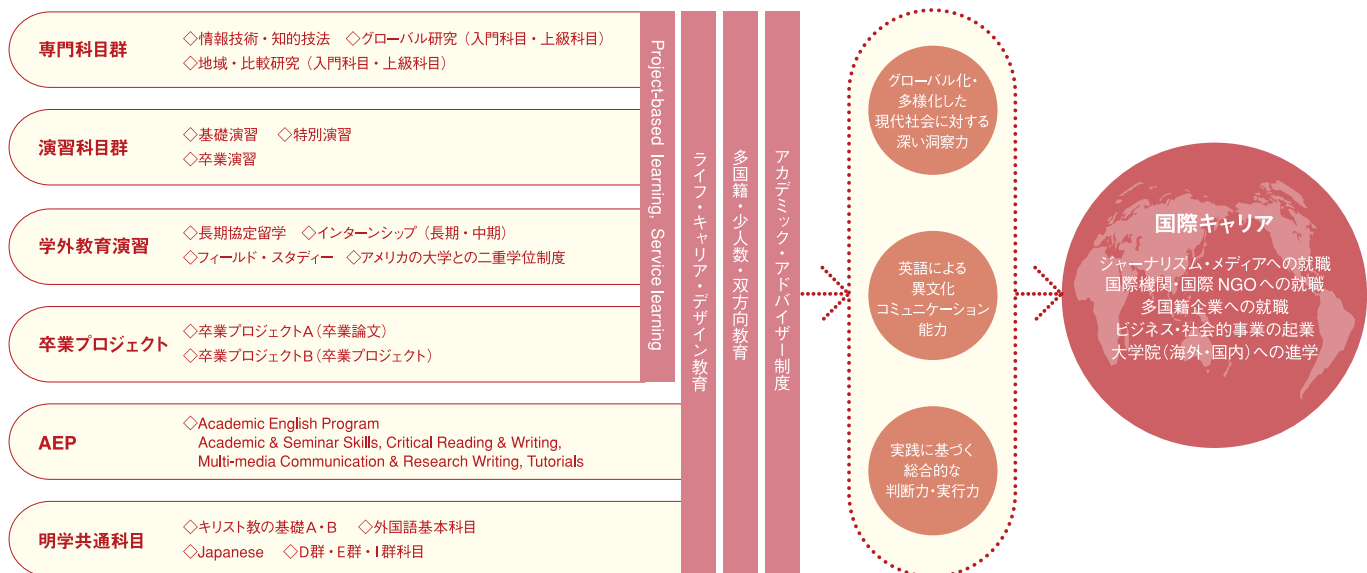 専門科目群
◇情報技術・知的技法 ◇グローバル研究（入門科目・上級科目）
◇地域・比較研究（入門科目・上級科目）
演習科目群
◇基礎演習 ◇特別演習
◇卒業演習
学外教育演習
◇長期協定留学 ◇インターンシップ（長期・中期）
◇フィールド・スタディー ◇アメリカの大学との二重学位制度
卒業プロジェクト
◇卒業プロジェクトA（卒業論文）
◇卒業プロジェクトB（卒業プロジェクト）
AEP
◇Academic English Program
Academic & Seminar Skills, Critical Reading & Writing,
Multi-media Communication & Research Writing, Tutorials
明学共通科目
◇キリスト教の基礎A・B ◇外国語基本科目
◇Japanese ◇D群・E群・I群科目
Project-based learning, Service learning
ライフ・キャリア・デザイン教育
多国籍・少人数・双方向教育
アカデミック・アドバイザー制度
グローバル化・
多様化した
現代社会に対する
深い洞察力
英語による
異文化
コミュニケーション
能力
実践に基づく
総合的な
判断力・実行力
国際キャリア
ジャーナリズム・メディアへの就職
国際機関・国際NGOへの就職
多国籍企業への就職
ビジネス・社会的事業の起業
大学院（海外・国内）への進学